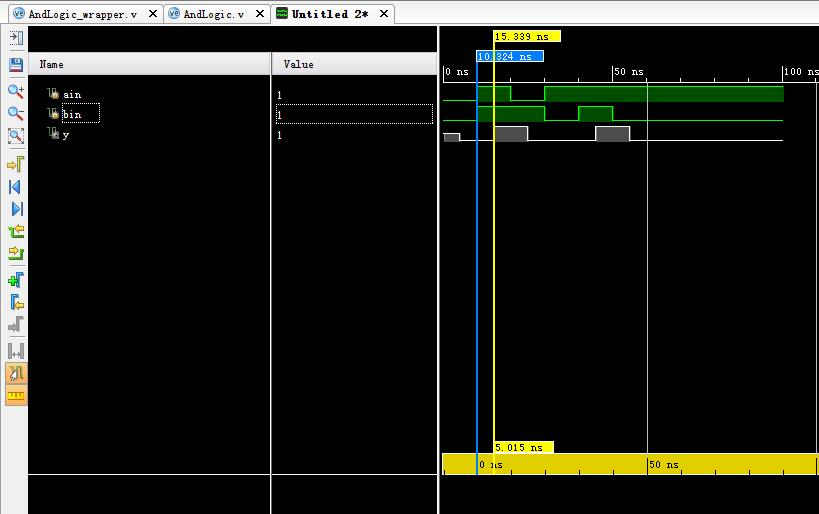 AndLogic_wrapper.v AndLogic.v Untitled 2*
15.339 ns
10.324 ns
Name Value
0 ns 50 ns 100 ns
ain 1
bin 1
y 1
5.015 ns
0 ns 50 ns